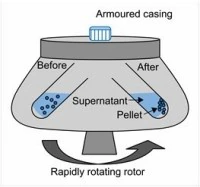 Armoured casing
Before
After
Supernatant
Pellet
Rapidly rotating rotor